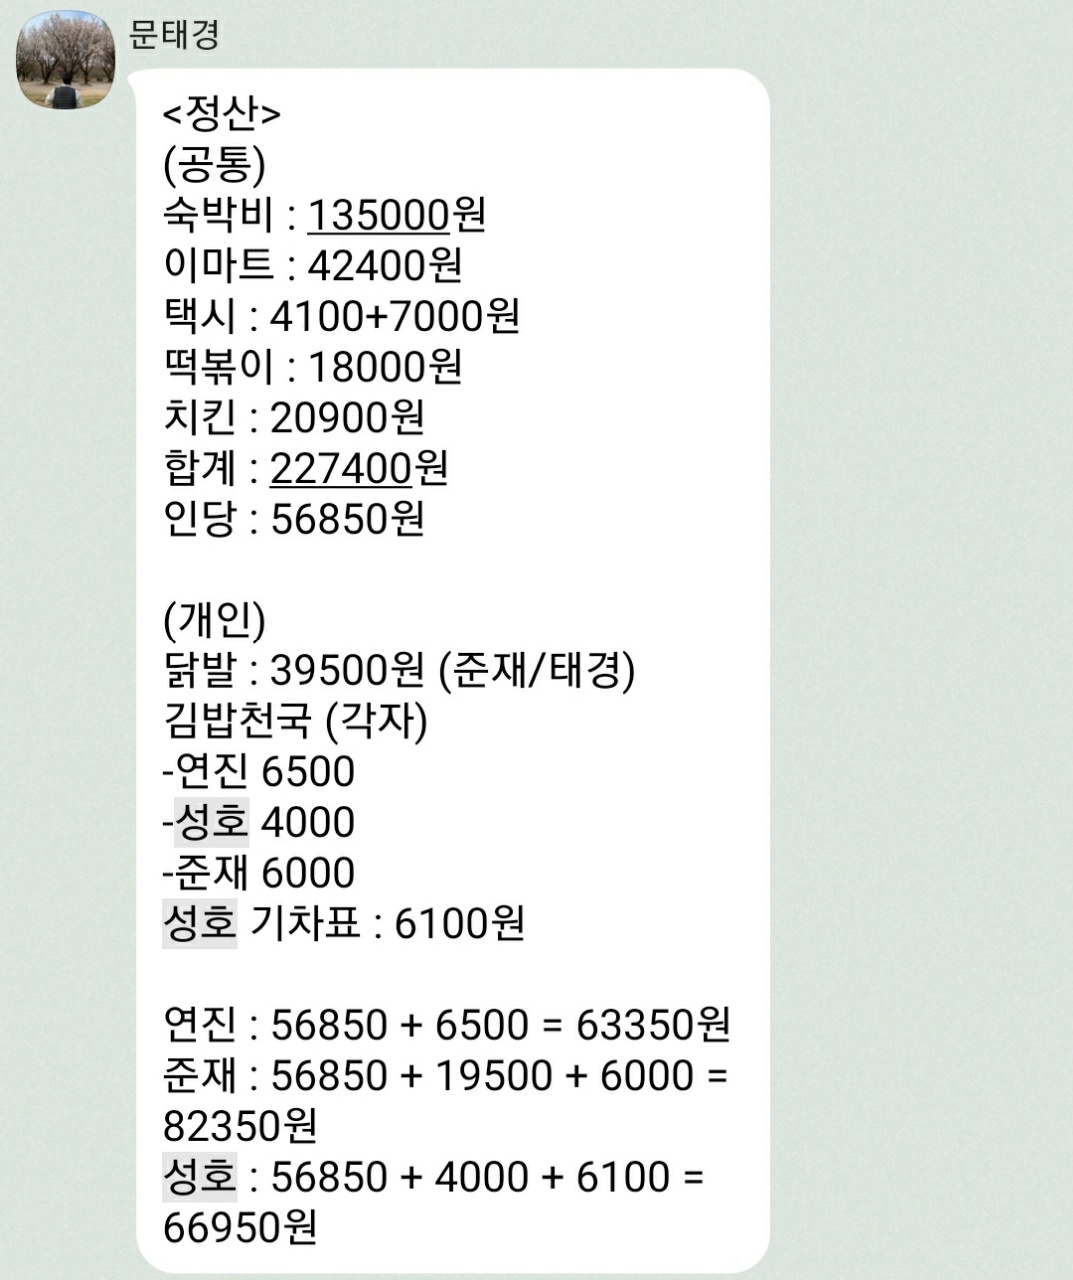 문태경
<정산>
(공통)
숙박비 : 135000원
이마트 : 42400원
택시 : 4100+7000원
떡볶이 : 18000원
치킨 : 20900원
합계 : 227400원
인당 : 56850원
(개인)
닭발 : 39500원 (준재/태경)
김밥천국 (각자)
-연진 6500
-성호 4000
-준재 6000
성호 기차표 : 6100원
연진 : 56850 + 6500 = 63350원
준재 : 56850 + 19500 + 6000 =
82350원
성호 : 56850 + 4000 + 6100 =
66950원